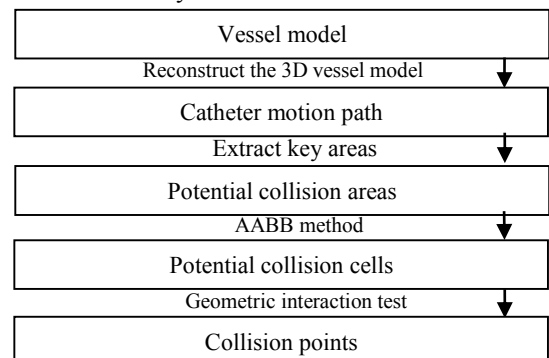 Vessel model
Reconstruct the 3D vessel model
Catheter motion path
Extract key areas
Potential collision areas
AABB method
Potential collision cells
Geometric interaction test
Collision points